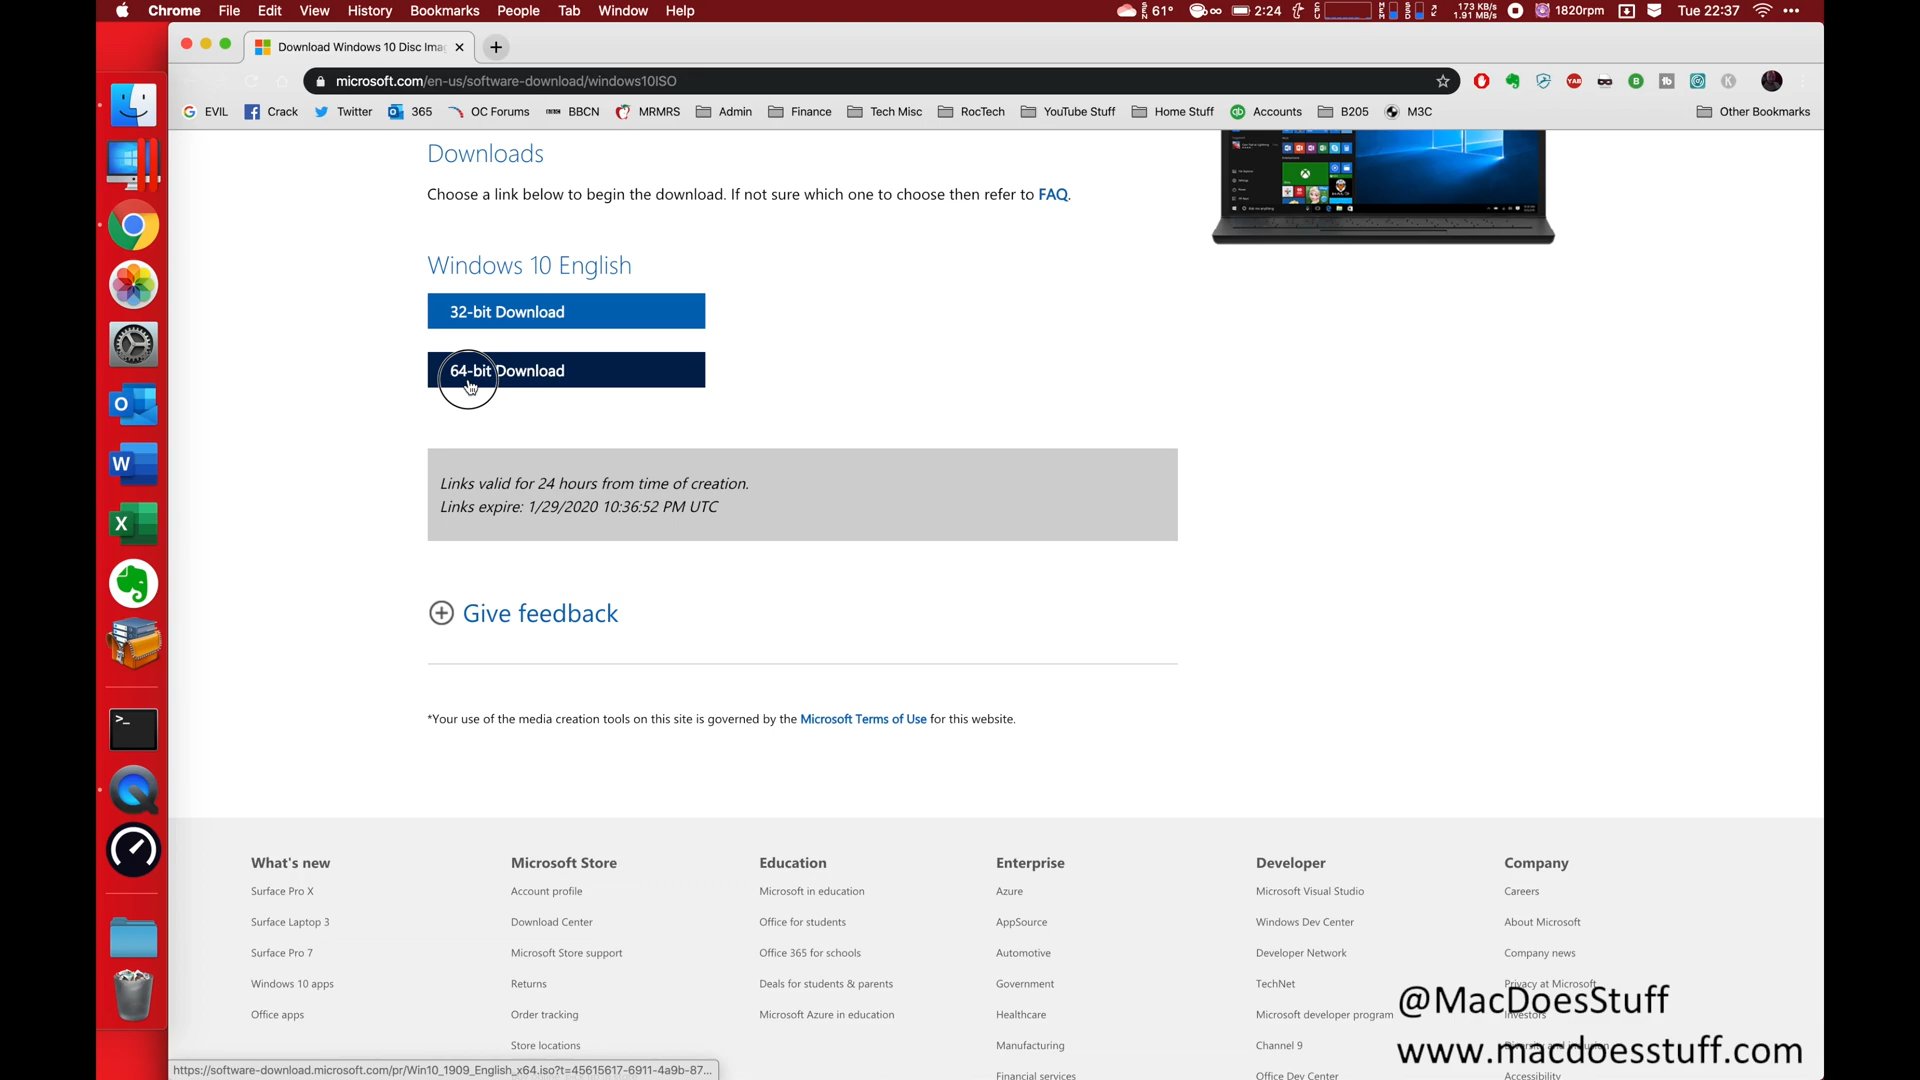 Chrome File Edit View History Bookmarks People Tab Window Help
61° 2:24 173 KB/s 1.91 MB/s 1820rpm Tue 22:37
Download Windows 10 Disc Ima
microsoft.com/en-us/software-download/windows10ISO
EVIL Crack Twitter 365 OC Forums BBCN MRMRS Admin Finance Tech Misc RocTech YouTube Stuff Home Stuff Accounts B205 M3C Other Bookmarks
Downloads
Choose a link below to begin the download. If not sure which one to choose then refer to FAQ.
Windows 10 English
32-bit Download
64-bit Download
Links valid for 24 hours from time of creation.
Links expire: 1/29/2020 10:36:52 PM UTC
Give feedback
*Your use of the media creation tools on this site is governed by the Microsoft Terms of Use for this website.
What's new Microsoft Store Education Enterprise Developer Company
Surface Pro X Account profile Microsoft in education Azure Microsoft Visual Studio Careers
Surface Laptop 3 Download Center Office for students AppSource Windows Dev Center About Microsoft
Surface Pro 7 Microsoft Store support Office 365 for schools Automotive Developer Network Company news
Windows 10 apps Returns Deals for students & parents Government TechNet Privacy at Microsoft
Office apps Order tracking Microsoft Azure in education Healthcare Microsoft developer program Investors
Store locations Manufacturing Channel 9
Financial services Office Dev Center Accessibility
@MacDoesStuff
www.macdoesstuff.com
https://software-download.microsoft.com/pr/Win10_1909_English_x64.iso?t=45615617-6911-4a9b-87...